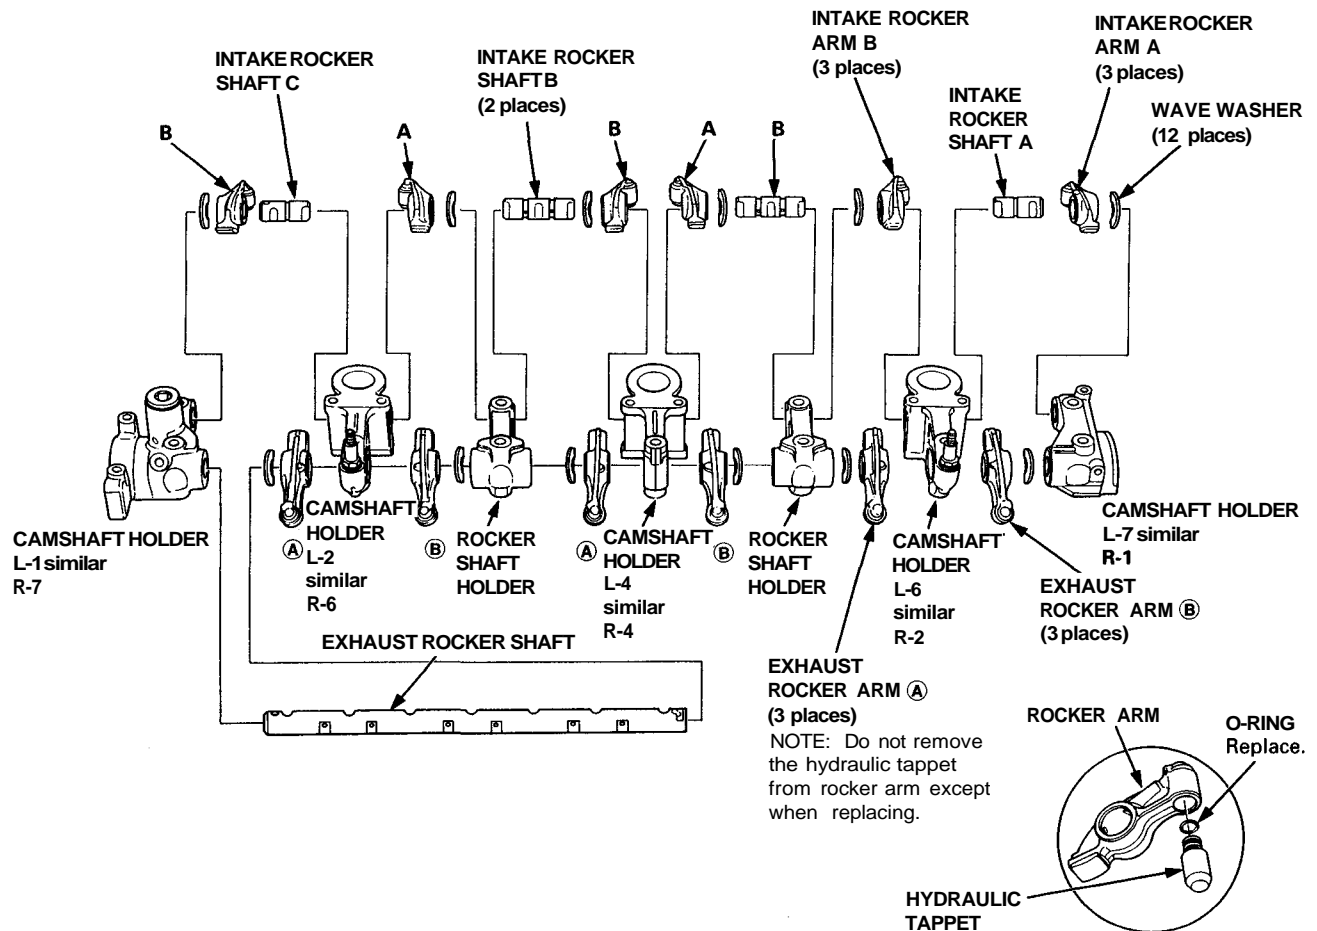 INTAKE ROCKER
SHAFT C
INTAKE ROCKER
SHAFT B
(2 places)
INTAKE ROCKER
ARM B
(3 places)
INTAKE ROCKER
ARM A
(3 places)
INTAKE
ROCKER
SHAFT A
WAVE WASHER
(12 places)
B
A
B
A
B
CAMSHAFT HOLDER
L-1 similar
R-7
Ⓐ
CAMSHAFT
HOLDER
L-2
similar
R-6
Ⓑ
ROCKER
SHAFT
HOLDER
Ⓐ
CAMSHAFT
HOLDER
L-4
similar
R-4
Ⓑ
ROCKER
SHAFT
HOLDER
CAMSHAFT
HOLDER
L-6
similar
R-2
CAMSHAFT HOLDER
L-7 similar
R-1
EXHAUST
ROCKER ARM Ⓑ
(3 places)
EXHAUST ROCKER SHAFT
EXHAUST
ROCKER ARM Ⓐ
(3 places)
NOTE: Do not remove
the hydraulic tappet
from rocker arm except
when replacing.
ROCKER ARM
O-RING
Replace.
HYDRAULIC
TAPPET